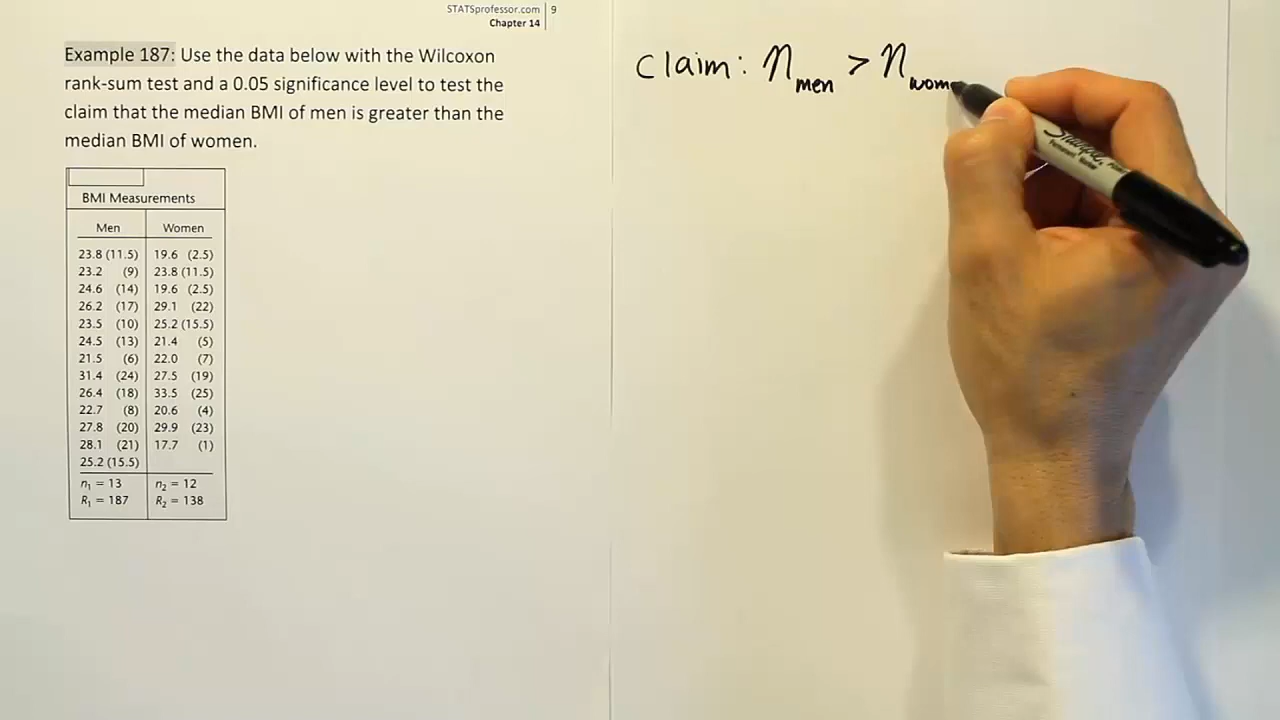 STATSprofessor.com 9
Chapter 14
Example 187: Use the data below with the Wilcoxon
rank-sum test and a 0.05 significance level to test the
claim that the median BMI of men is greater than the
median BMI of women.
BMI Measurements
Men Women
23.8 (11.5) 19.6 (2.5)
23.2 (9) 23.8 (11.5)
24.6 (14) 19.6 (2.5)
26.2 (17) 29.1 (22)
23.5 (10) 25.2 (15.5)
24.5 (13) 21.4 (5)
21.5 (6) 22.0 (7)
31.4 (24) 27.5 (19)
26.4 (18) 33.5 (25)
22.7 (8) 20.6 (4)
27.8 (20) 29.9 (23)
28.1 (21) 17.7 (1)
25.2 (15.5)
n₁ = 13 n₂ = 12
R₁ = 187 R₂ = 138
Claim: η men > η wom
Sharpie